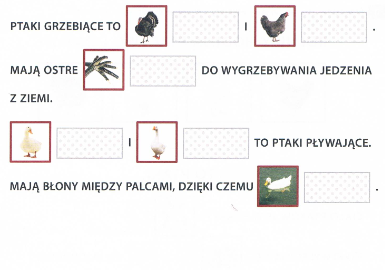 PTAKI GRZEBIĄCE TO I .
MAJĄ OSTRE DO WYGRZEBYWANIA JEDZENIA
Z ZIEMI.
I TO PTAKI PŁYWAJĄCE.
MAJĄ BŁONY MIĘDZY PALCAMI, DZIĘKI CZEMU .